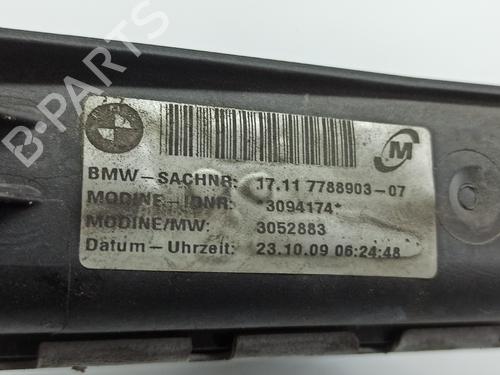 BMW-SACHNR: 17.11 7788903-07
MODINE-IDNR: *3094174*
MODINE/MW: 3052883
Datum-Uhrzeit: 23.10.09 06:24:48
B-PARTS